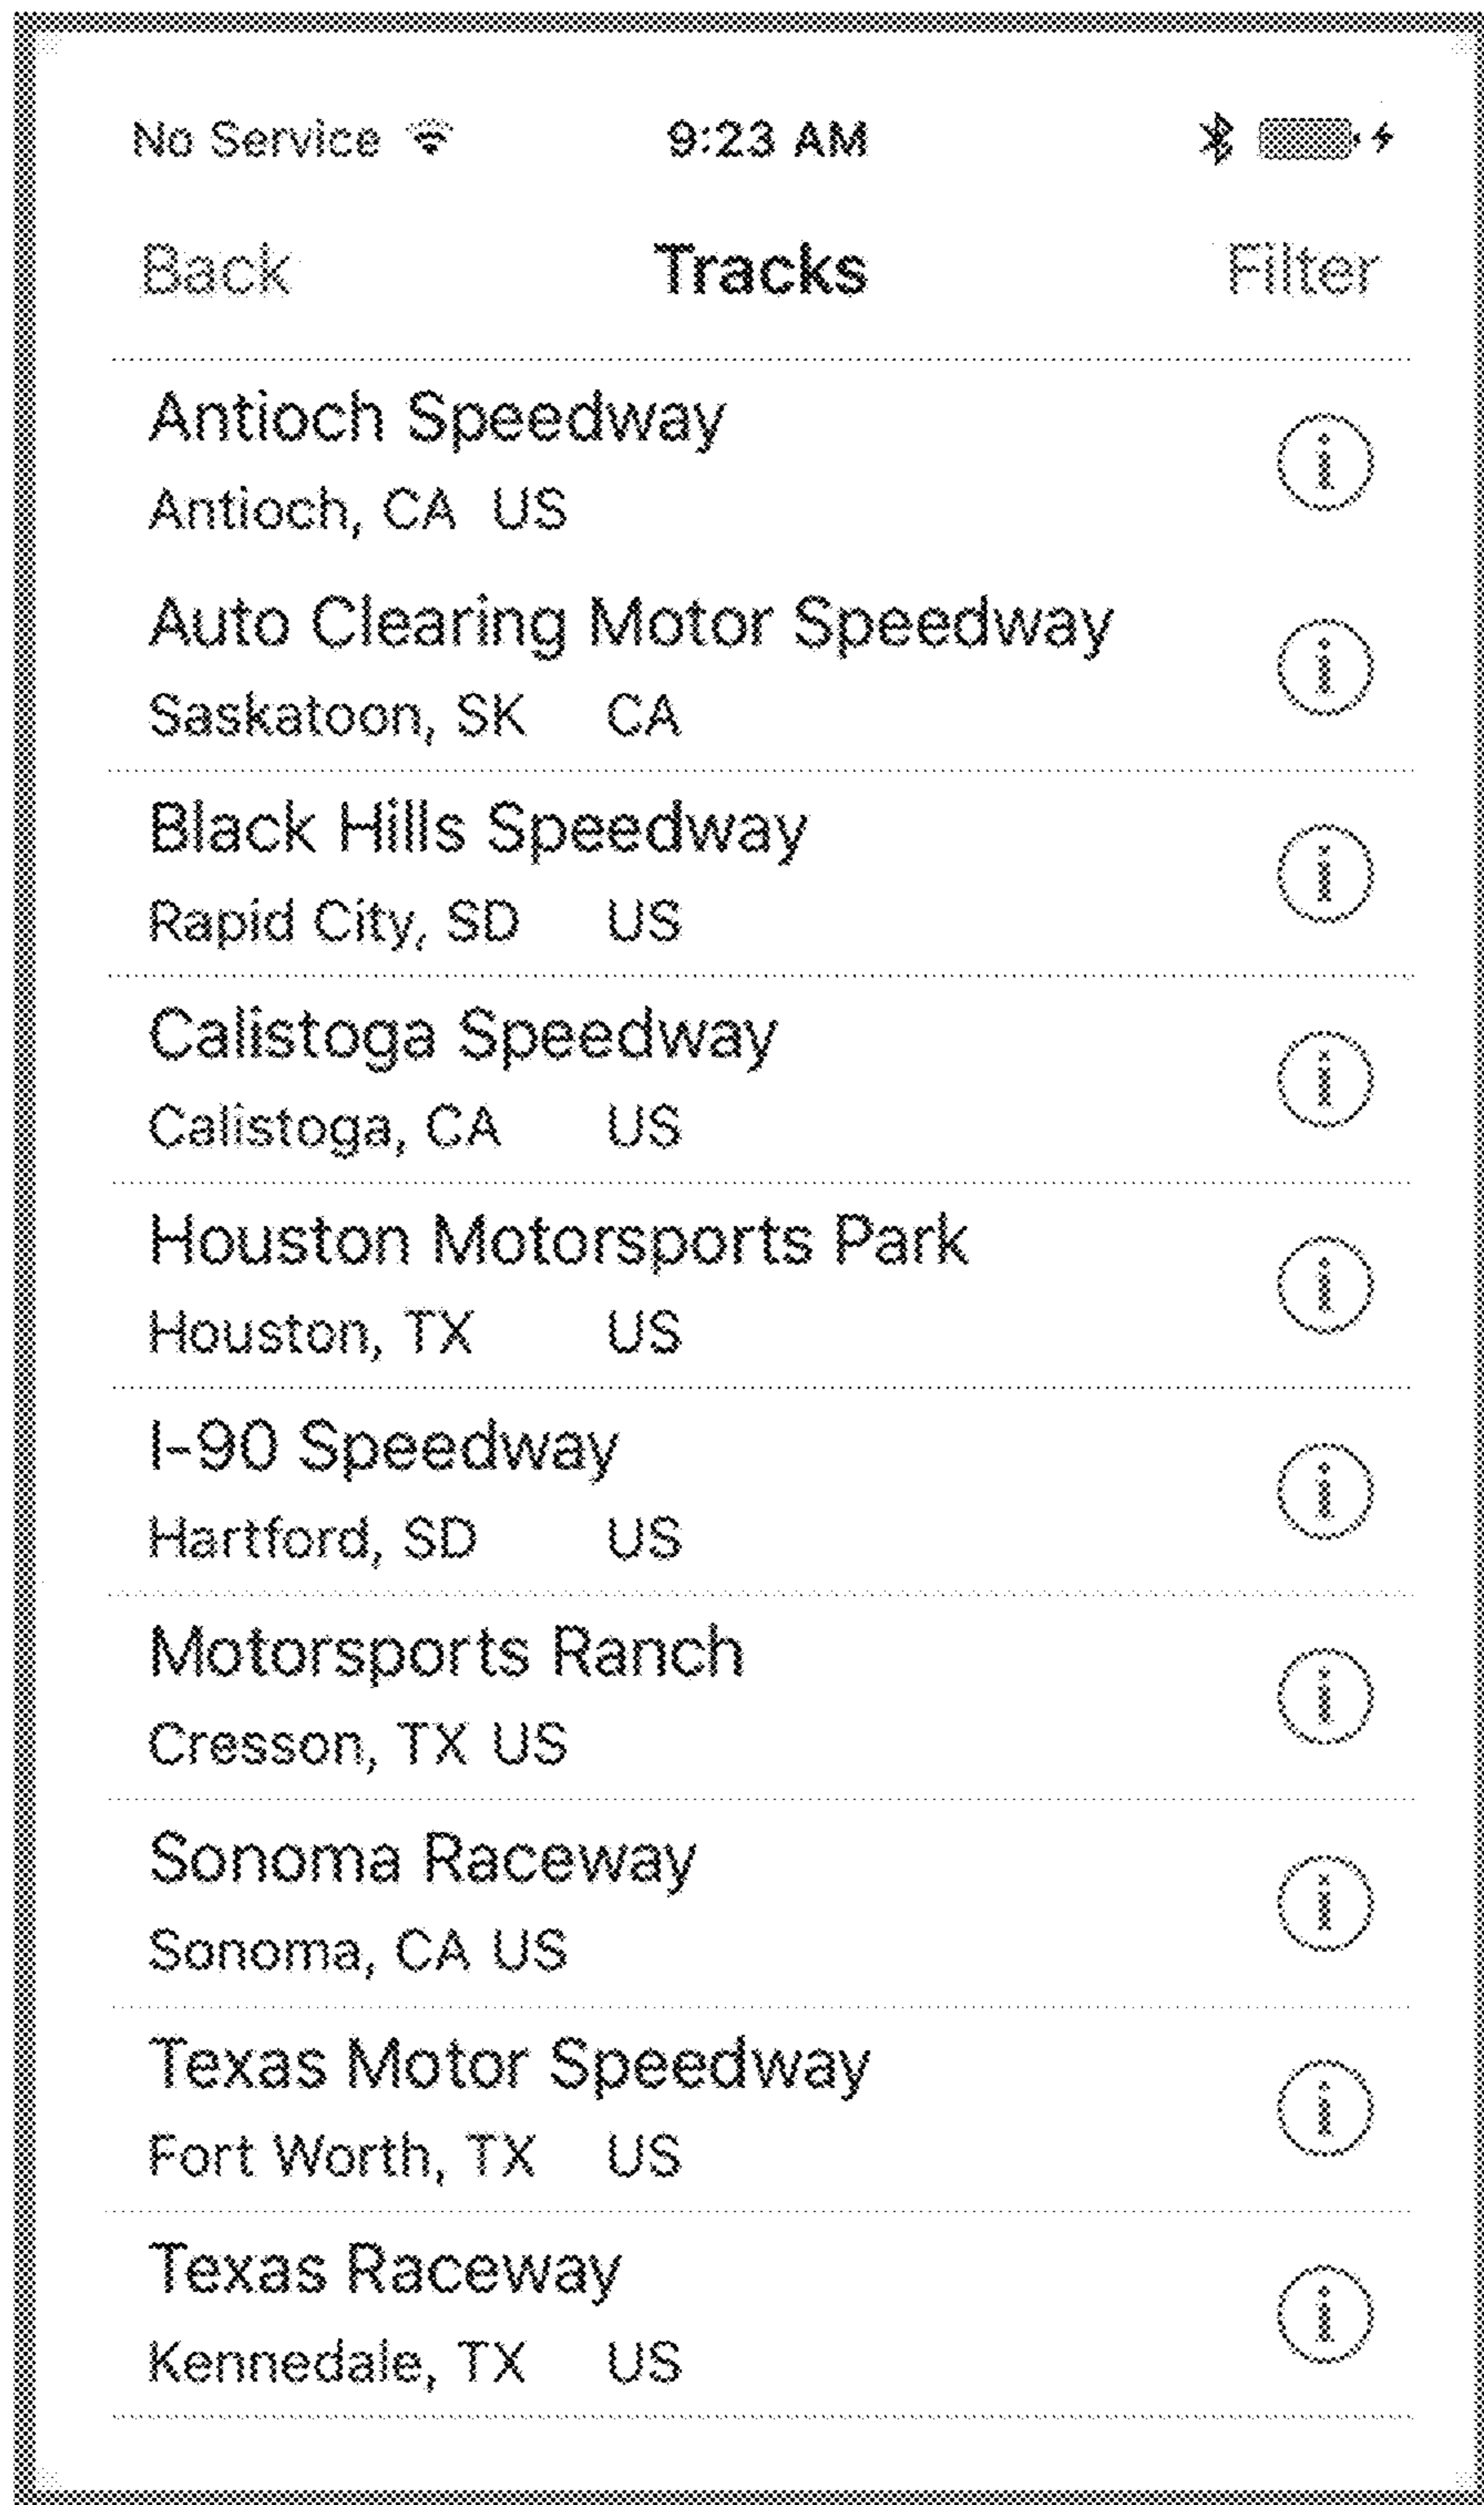 No Service 9:23 AM
Back Tracks Filter
Antioch Speedway
Antioch, CA US
Auto Clearing Motor Speedway
Saskatoon, SK CA
Black Hills Speedway
Rapid City, SD US
Calistoga Speedway
Calistoga, CA US
Houston Motorsports Park
Houston, TX US
I-90 Speedway
Hartford, SD US
Motorsports Ranch
Cresson, TX US
Sonoma Raceway
Sonoma, CA US
Texas Motor Speedway
Fort Worth, TX US
Texas Raceway
Kennedale, TX US